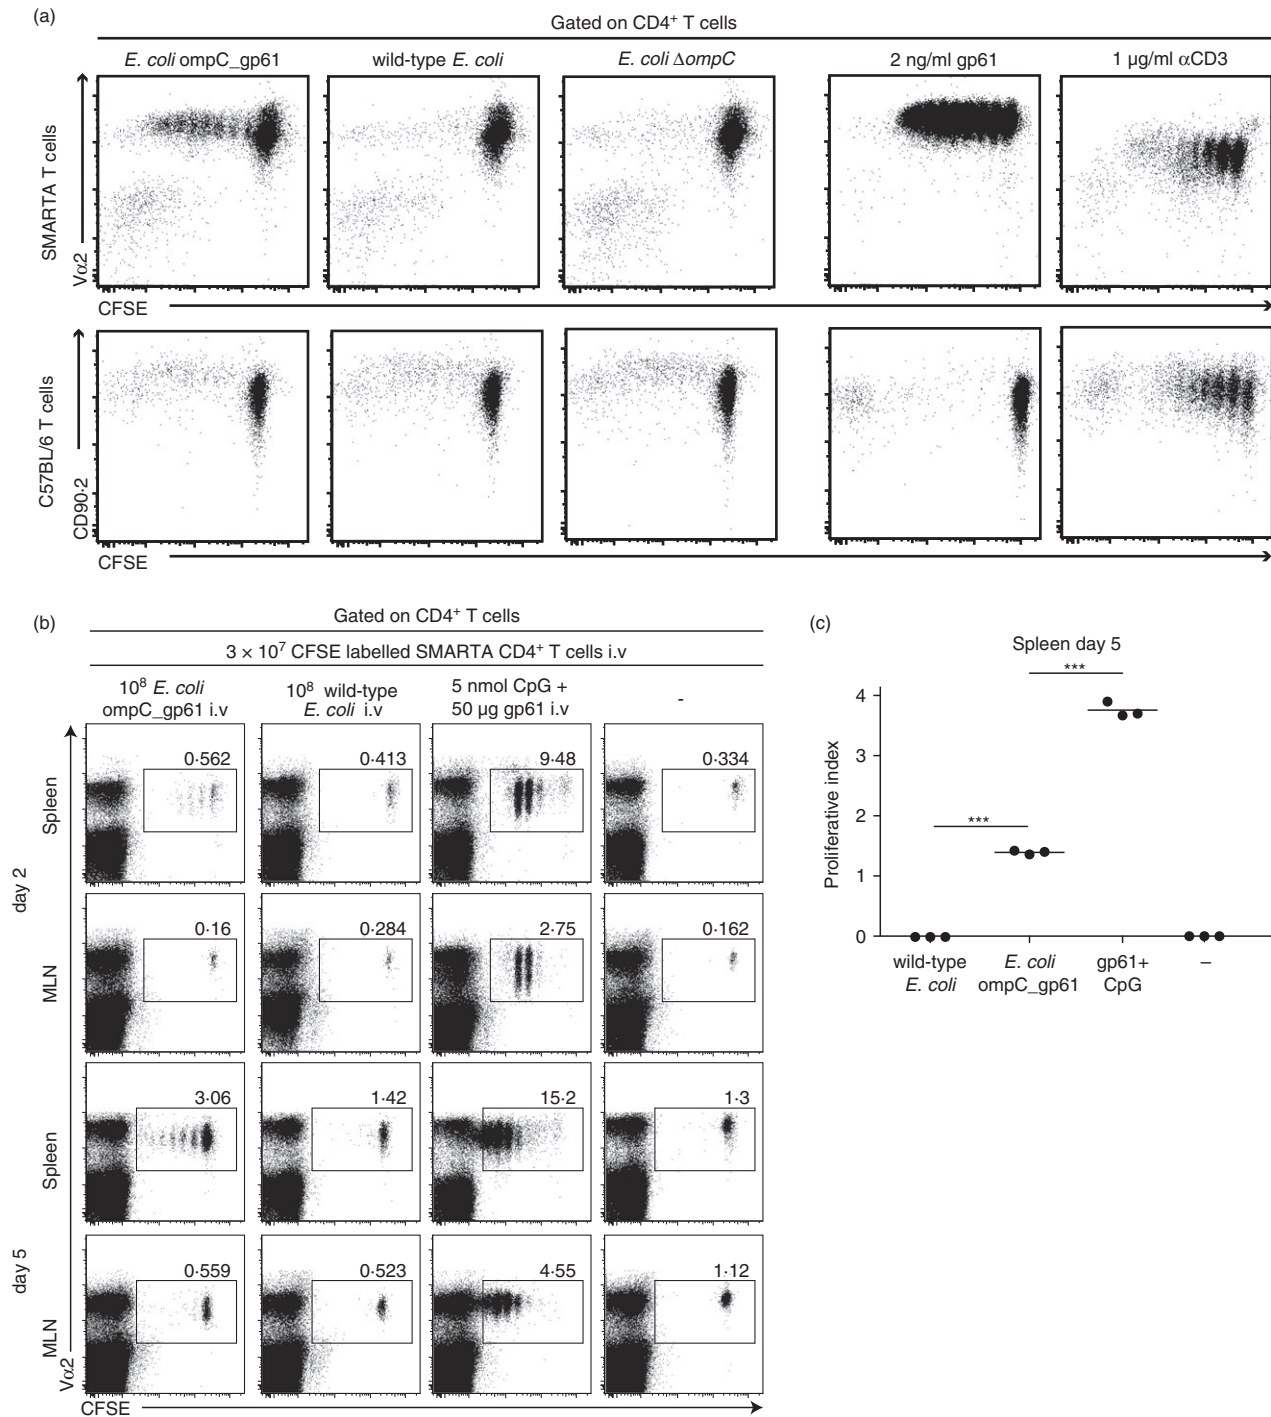 (a)
Gated on CD4⁺ T cells
E. coli ompC_gp61 wild-type E. coli E. coli ΔompC 2 ng/ml gp61 1 µg/ml αCD3
SMARTA T cells
Vα2
CFSE
C57BL/6 T cells
CD90·2
CFSE
(b)
Gated on CD4⁺ T cells
3 × 10⁷ CFSE labelled SMARTA CD4⁺ T cells i.v
10⁸ E. coli 10⁸ wild-type 5 nmol CpG + -
ompC_gp61 i.v E. coli i.v 50 µg gp61 i.v
day 2
Spleen
0·562 0·413 9·48 0·334
MLN
0·16 0·284 2·75 0·162
day 5
Spleen
3·06 1·42 15·2 1·3
MLN
0·559 0·523 4·55 1·12
Vα2
CFSE
(c)
Spleen day 5
***
***
Proliferative index
4
3
2
1
0
wild-type E. coli gp61+ –
E. coli ompC_gp61 CpG